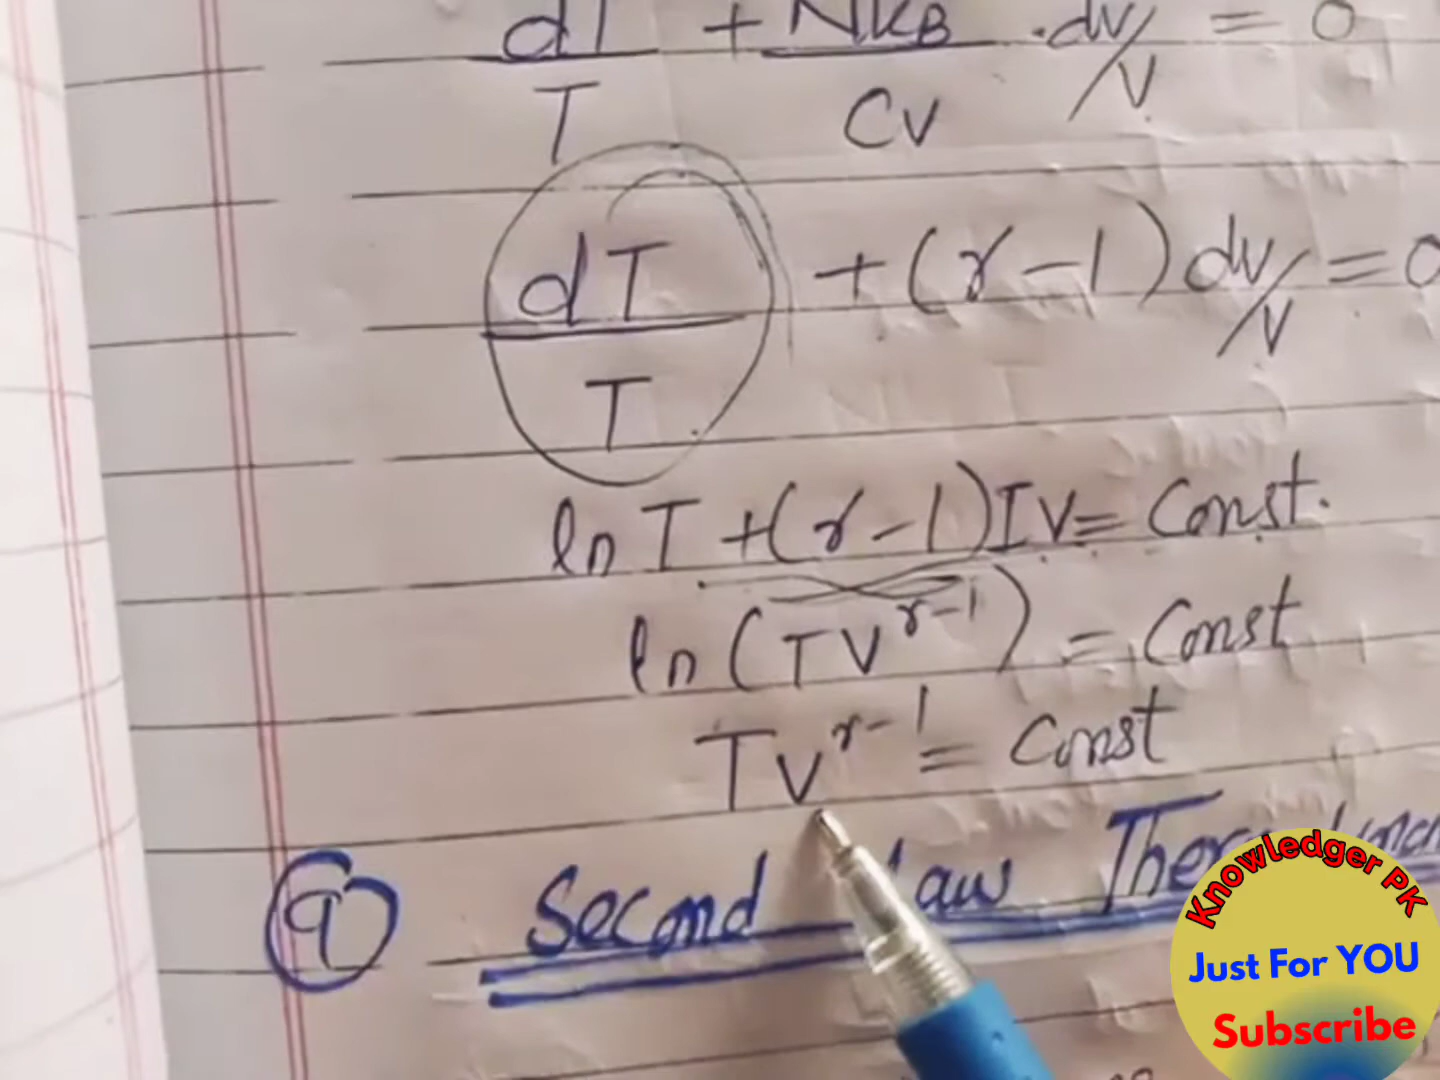 dT/T + NKB/Cv . dv/v = 0
dT/T + (γ-1) dv/v = 0
ln T + (γ-1) IV = Const.
ln (TV^γ-1) = Const
TV^γ-1 = Const
9 Second Law
Knowledger PK
Just For YOU
Subscribe